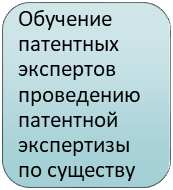 Обучение
патентных
экспертов
проведению
патентной
экспертизы
по существу